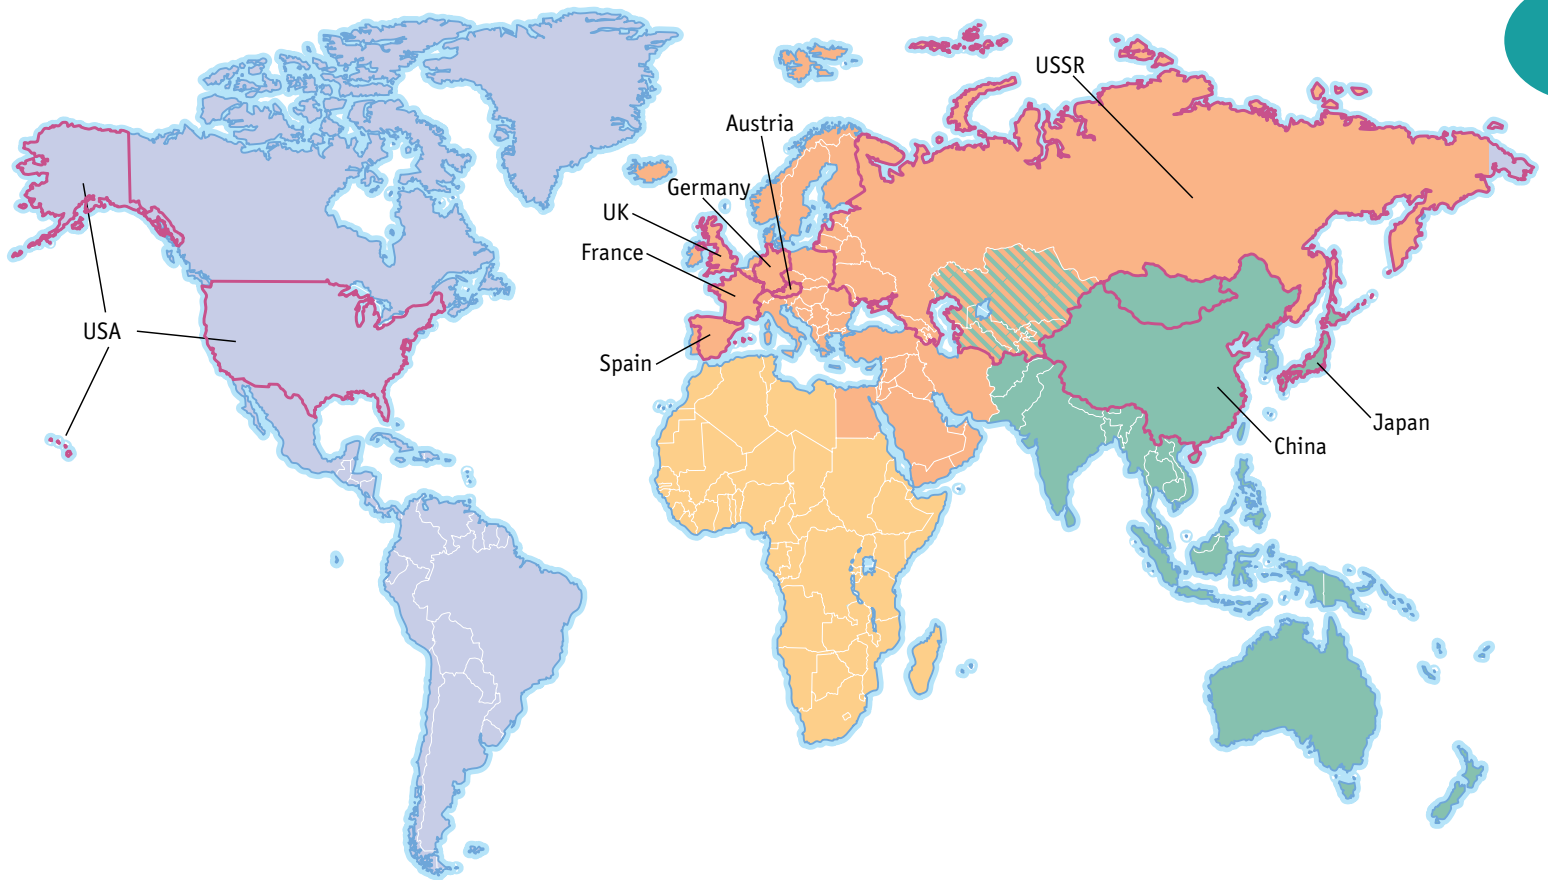 USSR
Austria
Germany
UK
France
USA
Spain
Japan
China